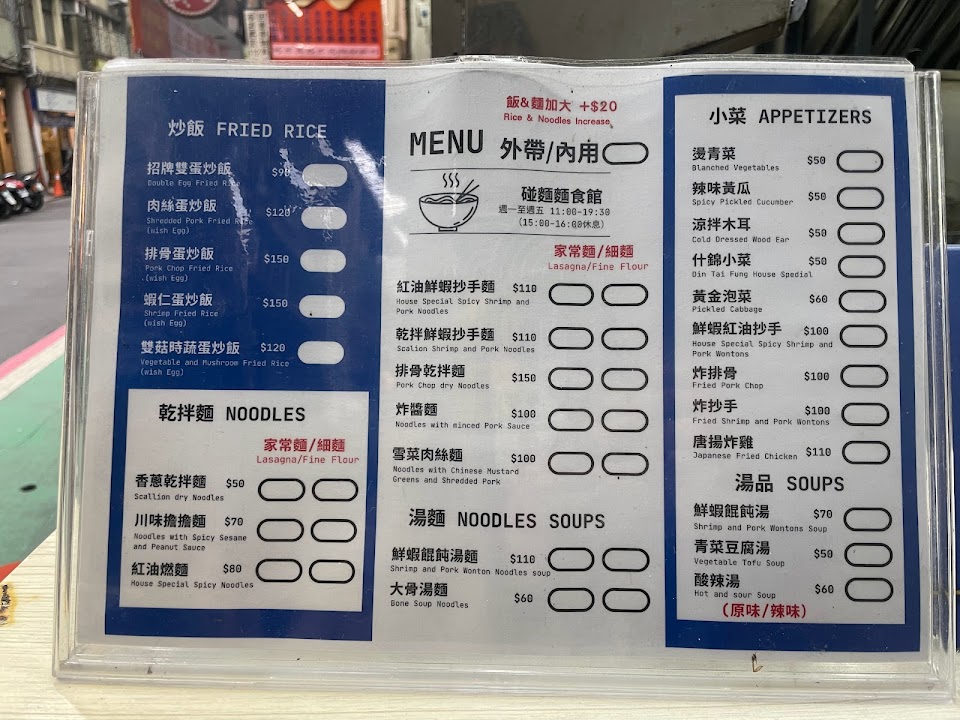 炒飯 FRIED RICE
招牌雙蛋炒飯 $90
Double Egg Fried Rice
肉絲蛋炒飯 $120
Shredded Pork Fried Rice
(wish Egg)
排骨蛋炒飯 $150
Pork Chop Fried Rice
(wish Egg)
蝦仁蛋炒飯 $150
Shrimp Fried Rice
(wish Egg)
雙菇時蔬蛋炒飯 $120
Vegetable and Mushroom Fried Rice
(wish Egg)
乾拌麵 NOODLES
家常麵/細麵
Lasagna/Fine Flour
香蔥乾拌麵 $50
Scallion dry Noodles
川味擔擔麵 $70
Noodles with Spicy Sesame
and Peanut Sauce
紅油燃麵 $80
House Special Spicy Noodles
飯&麵加大 +$20
Rice & Noodles Increase
MENU 外帶/內用
碰麵麵食館
週一至週五 11:00-19:30
(15:00-16:00休息)
家常麵/細麵
Lasagna/Fine Flour
紅油鮮蝦抄手麵 $110
House Special Spicy Shrimp and
Pork Noodles
乾拌鮮蝦抄手麵 $110
Scalion Shrimp and Pork Noodles
排骨乾拌麵 $150
Pork Chop dry Noodles
炸醬麵 $100
Noodles with minced Pork Sauce
雪菜肉絲麵 $100
Noodles with Chinese Mustard
Greens and Shredded Pork
湯麵 NOODLES SOUPS
鮮蝦餛飩湯麵 $110
Shrimp and Pork Wonton Noodles soup
大骨湯麵 $60
Bone Soup Noodles
小菜 APPETIZERS
燙青菜 $50
Blanched Vegetables
辣味黃瓜 $50
Spicy Pickled Cucumber
涼拌木耳 $50
Cold Dressed Wood Ear
什錦小菜 $50
Din Tai Fung House Spedial
黃金泡菜 $60
Pickled Cabbage
鮮蝦紅油抄手 $100
House Special Spicy Shrimp and
Pork Wontons
炸排骨 $100
Fried Pork Chop
炸抄手 $100
Fried Shrimp and Pork Wontons
唐揚炸雞 $110
Japanese Fried Chicken
湯品 SOUPS
鮮蝦餛飩湯 $70
Shrimp and Pork Wontons Soup
青菜豆腐湯 $50
Vegetable Tofu Soup
酸辣湯 $60
Hot and sour Soup
(原味/辣味)